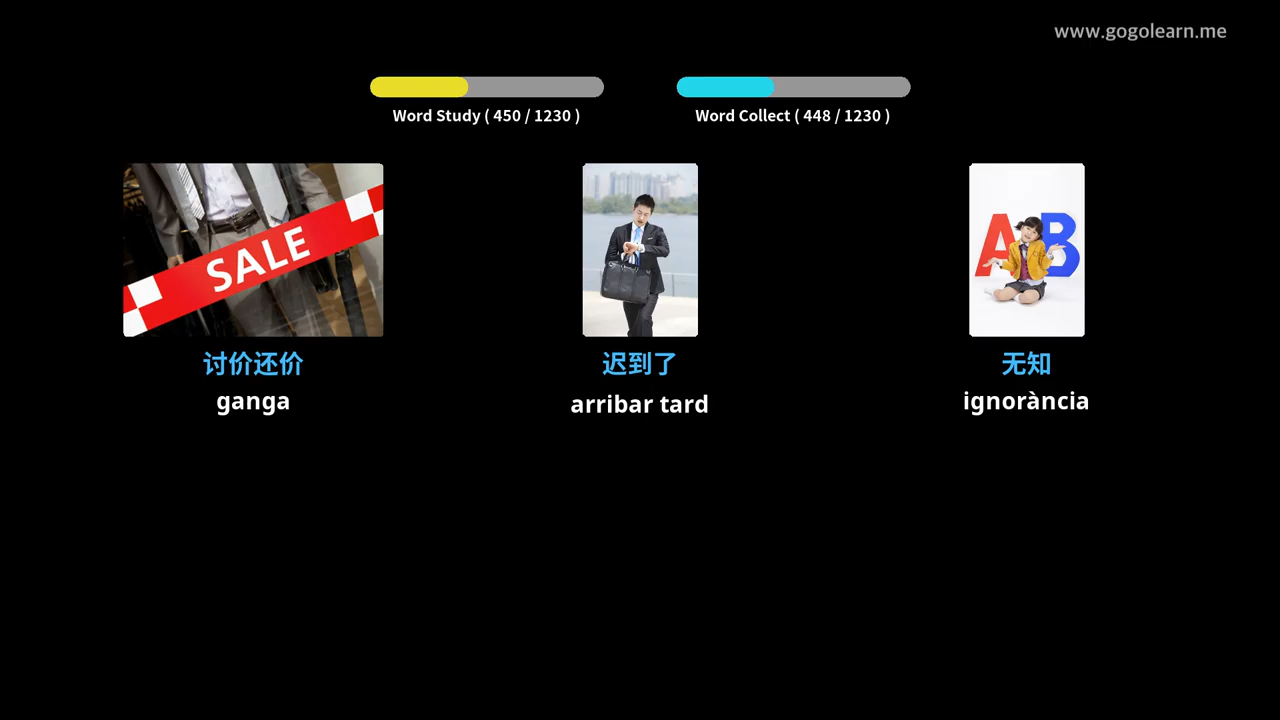 www.gogolearn.me
Word Study ( 450 / 1230 )
Word Collect ( 448 / 1230 )
SALE
A B
讨价还价
ganga
迟到了
arribar tard
无知
ignorància